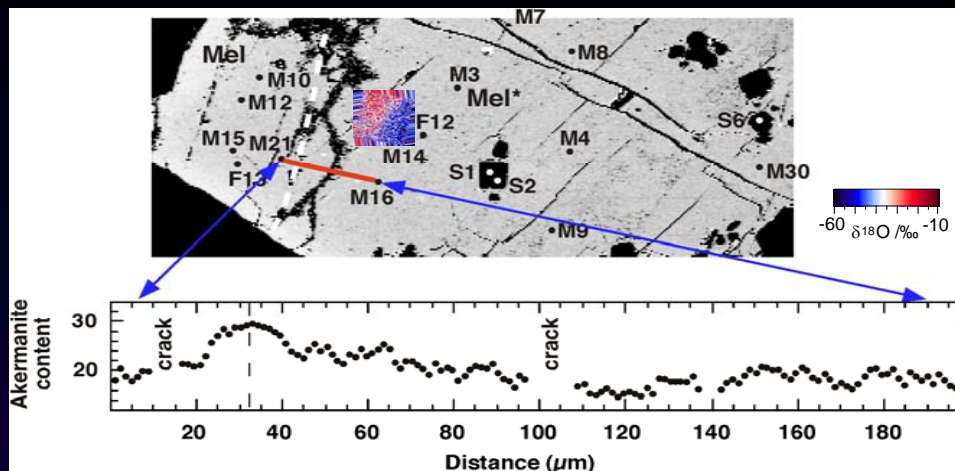 M7
Mel
M8
M10
M3
Mel*
M12
F12
S6
M15
M21
M4
M14
S1
M30
F13
S2
M16
M9
-60
-10
δ¹⁸O /‰
Akermanite
content
30
20
crack
crack
20
40
60
80
100
120
140
160
180
Distance (µm)